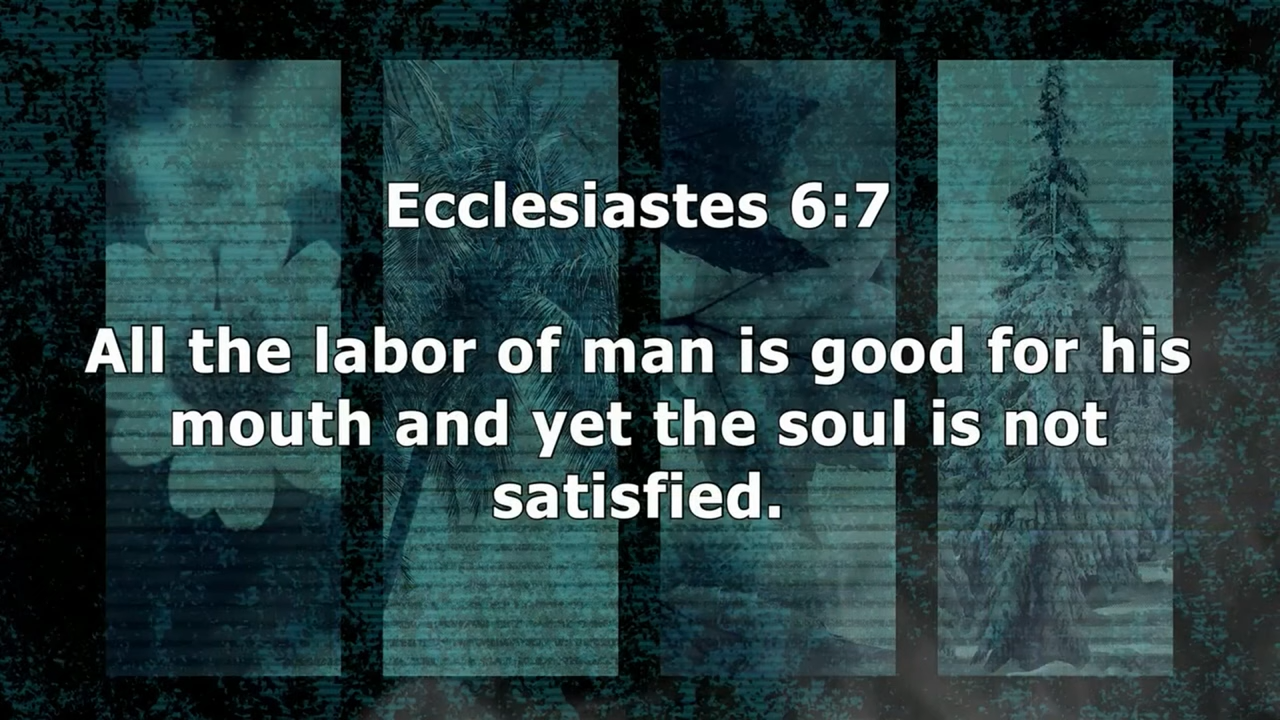 Ecclesiastes 6:7
All the labor of man is good for his
mouth and yet the soul is not
satisfied.